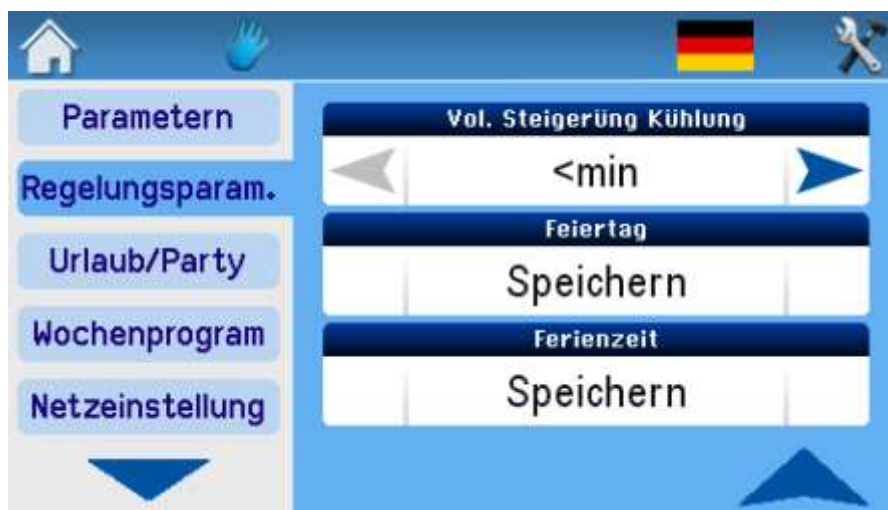 Parametern
Regelungsparam.
Urlaub/Party
Wochenprogram
Netzeinstellung
Vol. Steigerüng Kühlung
<min
Feiertag
Speichern
Ferienzeit
Speichern